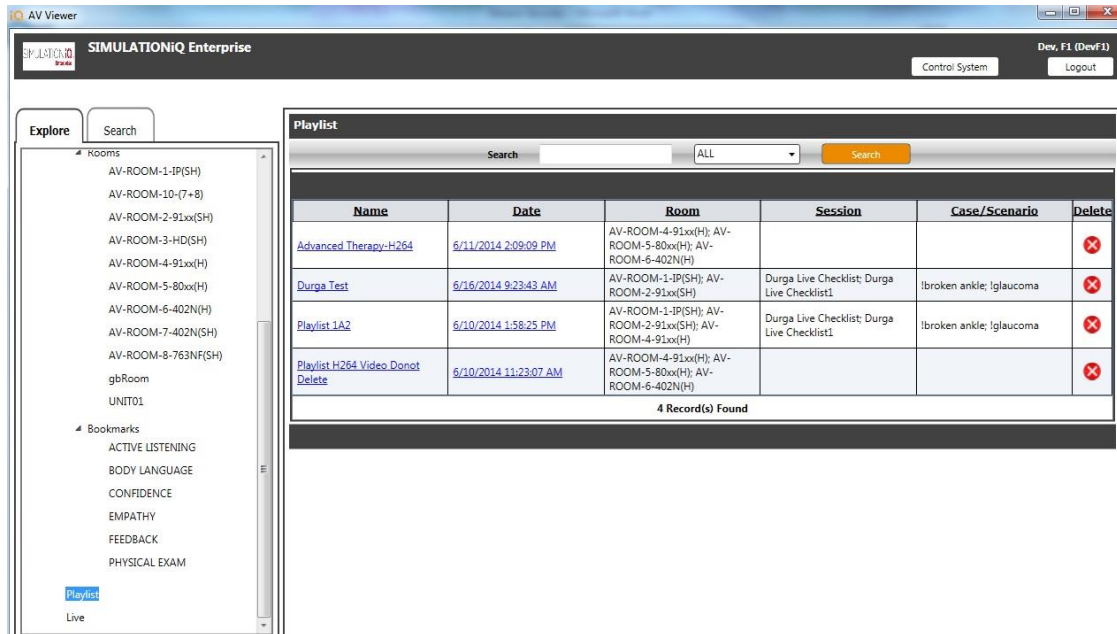 iQ AV Viewer
SIMULATIONiQ
SIMULATIONiQ Enterprise
Dev, F1 (DevF1)
Control System
Logout
Explore
Search
Rooms
AV-ROOM-1-IP(SH)
AV-ROOM-10-(7+8)
AV-ROOM-2-91xx(SH)
AV-ROOM-3-HD(SH)
AV-ROOM-4-91xx(H)
AV-ROOM-5-80xx(H)
AV-ROOM-6-402N(H)
AV-ROOM-7-402N(SH)
AV-ROOM-8-763NF(SH)
gbRoom
UNIT01
Bookmarks
ACTIVE LISTENING
BODY LANGUAGE
CONFIDENCE
EMPATHY
FEEDBACK
PHYSICAL EXAM
Playlist
Live
Playlist
Search ALL Search
Name Date Room Session Case/Scenario Delete
Advanced Therapy-H264
6/11/2014 2:09:09 PM
AV-ROOM-4-91xx(H); AV-
ROOM-5-80xx(H); AV-
ROOM-6-402N(H)
Durga Test
6/16/2014 9:23:43 AM
AV-ROOM-1-IP(SH); AV-
ROOM-2-91xx(SH)
Durga Live Checklist; Durga
Live Checklist1
!broken ankle; !glaucoma
Playlist 1A2
6/10/2014 1:58:25 PM
AV-ROOM-1-IP(SH); AV-
ROOM-2-91xx(SH); AV-
ROOM-4-91xx(H)
Durga Live Checklist; Durga
Live Checklist1
!broken ankle; !glaucoma
Playlist H264 Video Donot
Delete
6/10/2014 11:23:07 AM
AV-ROOM-4-91xx(H); AV-
ROOM-5-80xx(H); AV-
ROOM-6-402N(H)
4 Record(s) Found